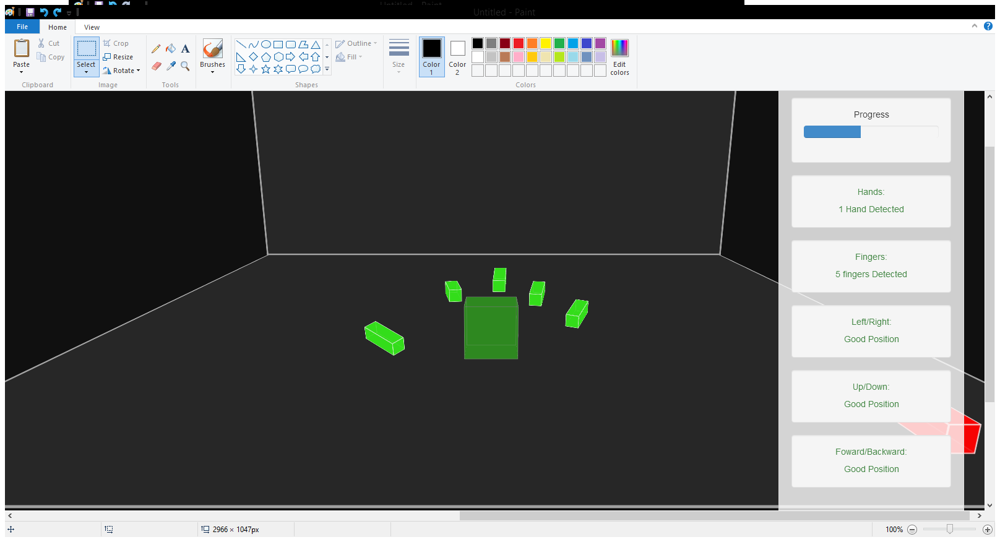 Untitled - Paint
Untitled - Paint
File Home View
Paste
Cut
Copy
Clipboard
Select
Crop
Resize
Rotate
Image
A
Tools
Brushes
Shapes
Outline
Fill
Size
Color
1
Color
2
Edit
colors
Colors
Progress
Hands:
1 Hand Detected
Fingers:
5 fingers Detected
Left/Right:
Good Position
Up/Down:
Good Position
Foward/Backward:
Good Position
2966 × 1047px
100%